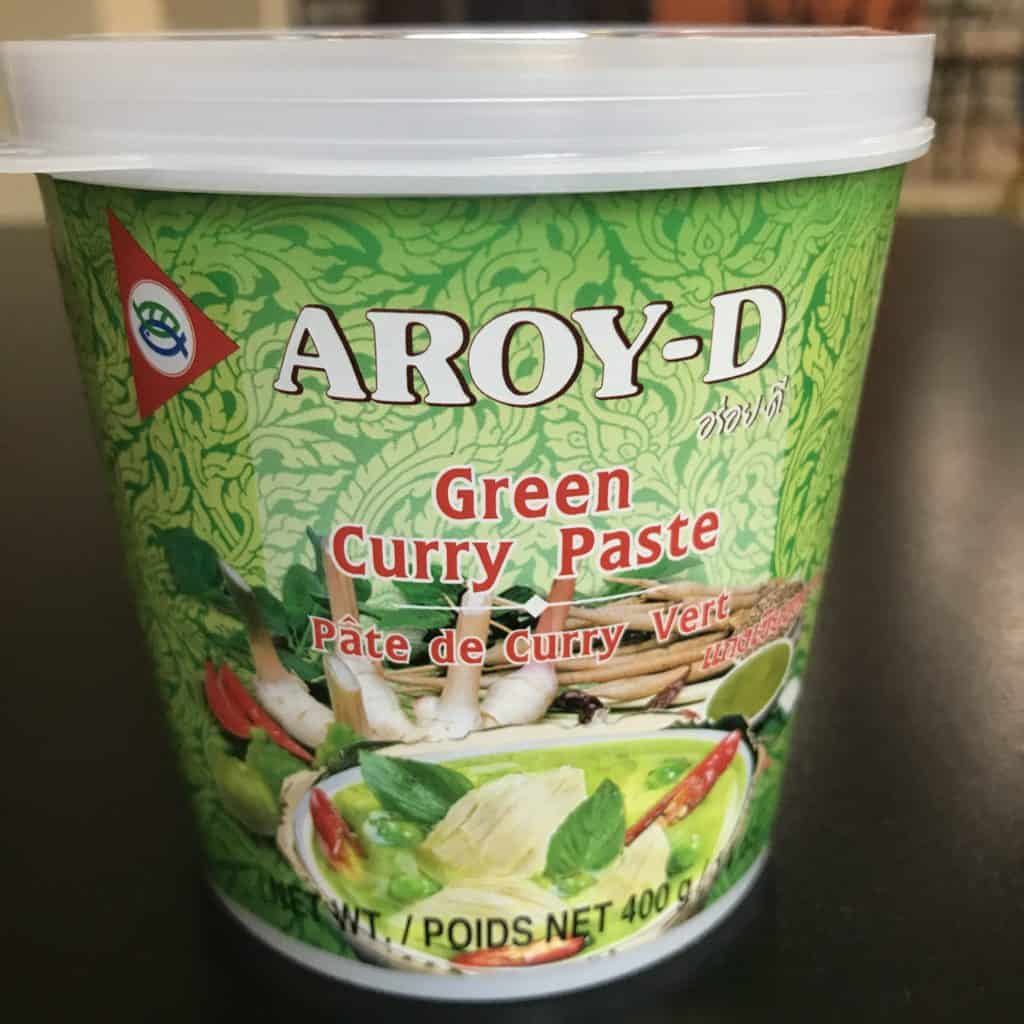 AROY-D
อร่อย-ดี
Green
Curry Paste
Pâte de Curry Vert
NET WT. / POIDS NET 400 g /